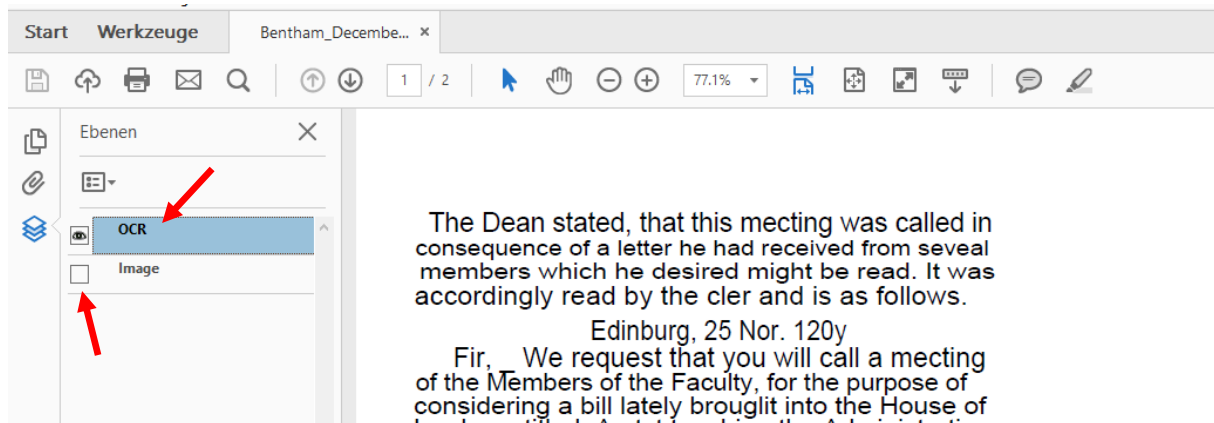 Start Werkzeuge Bentham_Decembe... ×
1 / 2 77.1%
Ebenen
OCR
Image
The Dean stated, that this mecting was called in
consequence of a letter he had received from seveal
members which he desired might be read. It was
accordingly read by the cler and is as follows.
Edinburg, 25 Nor. 120y
Fir, _ We request that you will call a mecting
of the Members of the Faculty, for the purpose of
considering a bill lately brouglit into the House of